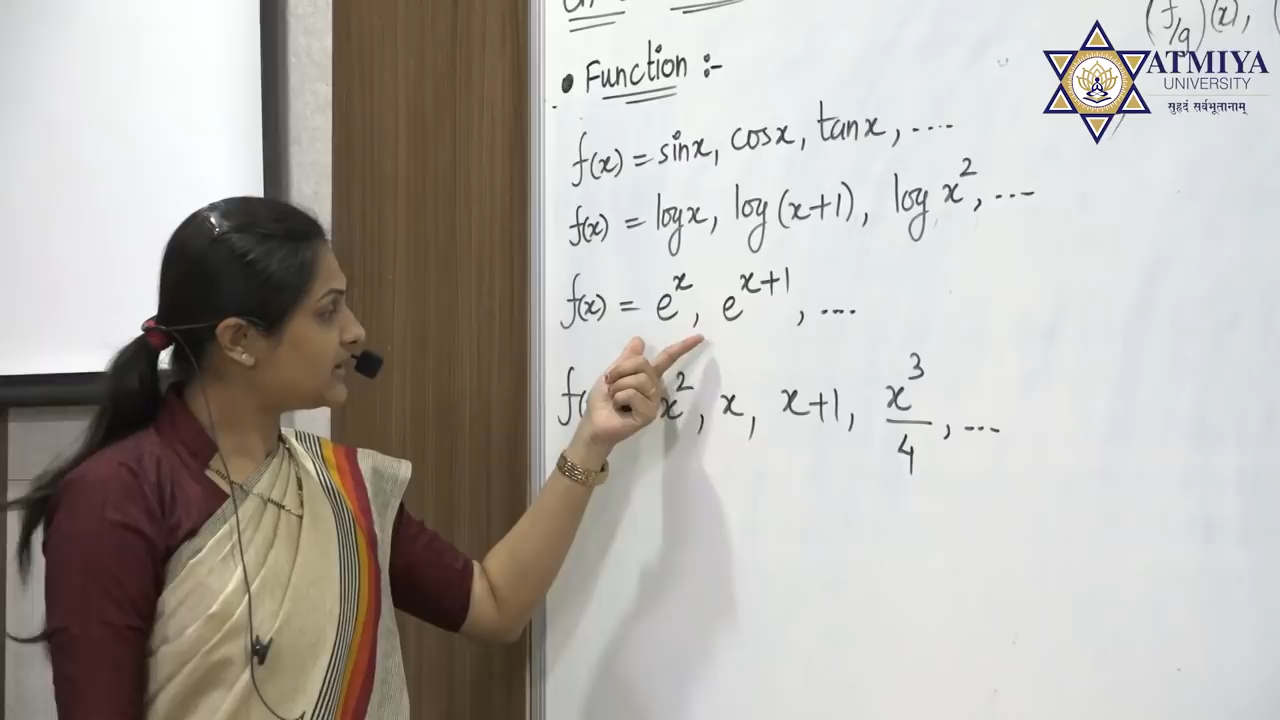 (f/g)(x), (
ATMIYA
UNIVERSITY
सुहृदं सर्वभूतानाम्
• Function :-
f(x) = sinx, cosx, tanx, ....
f(x) = logx, log(x+1), log x², ...
f(x) = eˣ, eˣ⁺¹, ....
f( x², x, x+1, x³/4, ...